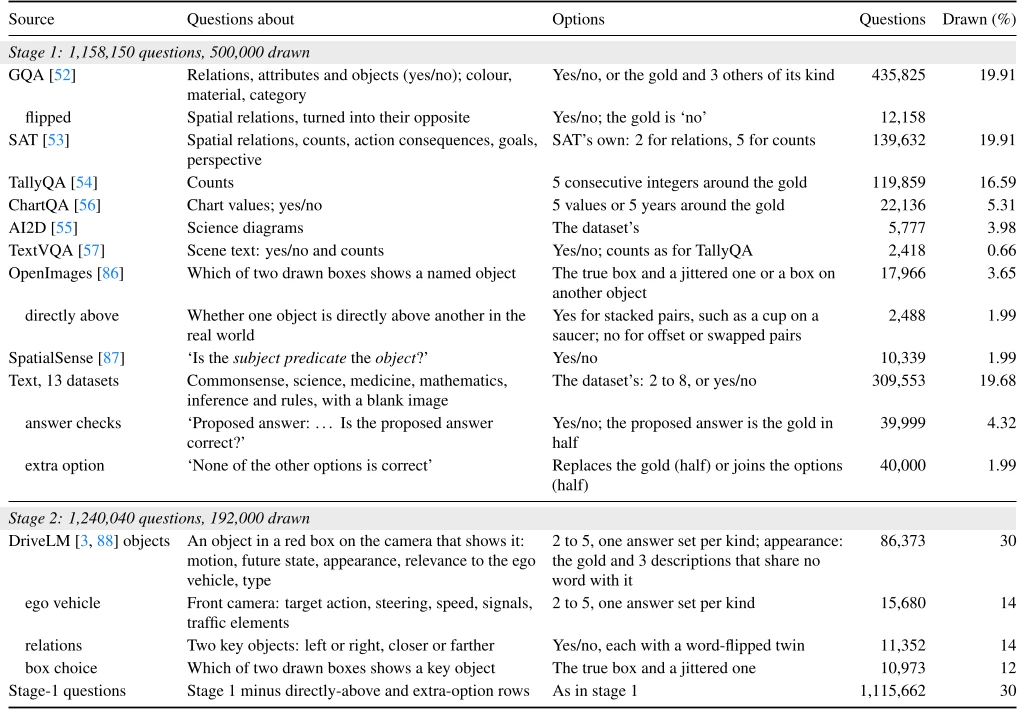 Source Questions about Options Questions Drawn (%)
Stage 1: 1,158,150 questions, 500,000 drawn
GQA [52] Relations, attributes and objects (yes/no); colour, Yes/no, or the gold and 3 others of its kind 435,825 19.91
material, category
flipped Spatial relations, turned into their opposite Yes/no; the gold is ‘no’ 12,158
SAT [53] Spatial relations, counts, action consequences, goals, SAT’s own: 2 for relations, 5 for counts 139,632 19.91
perspective
TallyQA [54] Counts 5 consecutive integers around the gold 119,859 16.59
ChartQA [56] Chart values; yes/no 5 values or 5 years around the gold 22,136 5.31
AI2D [55] Science diagrams The dataset’s 5,777 3.98
TextVQA [57] Scene text: yes/no and counts Yes/no; counts as for TallyQA 2,418 0.66
OpenImages [86] Which of two drawn boxes shows a named object The true box and a jittered one or a box on 17,966 3.65
another object
directly above Whether one object is directly above another in the Yes for stacked pairs, such as a cup on a 2,488 1.99
real world saucer; no for offset or swapped pairs
SpatialSense [87] ‘Is the subject predicate the object?’ Yes/no 10,339 1.99
Text, 13 datasets Commonsense, science, medicine, mathematics, The dataset’s: 2 to 8, or yes/no 309,553 19.68
inference and rules, with a blank image
answer checks ‘Proposed answer: … Is the proposed answer Yes/no; the proposed answer is the gold in 39,999 4.32
correct?’ half
extra option ‘None of the other options is correct’ Replaces the gold (half) or joins the options 40,000 1.99
(half)
Stage 2: 1,240,040 questions, 192,000 drawn
DriveLM [3, 88] objects An object in a red box on the camera that shows it: 2 to 5, one answer set per kind; appearance: 86,373 30
motion, future state, appearance, relevance to the ego the gold and 3 descriptions that share no
vehicle, type word with it
ego vehicle Front camera: target action, steering, speed, signals, 2 to 5, one answer set per kind 15,680 14
traffic elements
relations Two key objects: left or right, closer or farther Yes/no, each with a word-flipped twin 11,352 14
box choice Which of two drawn boxes shows a key object The true box and a jittered one 10,973 12
Stage-1 questions Stage 1 minus directly-above and extra-option rows As in stage 1 1,115,662 30